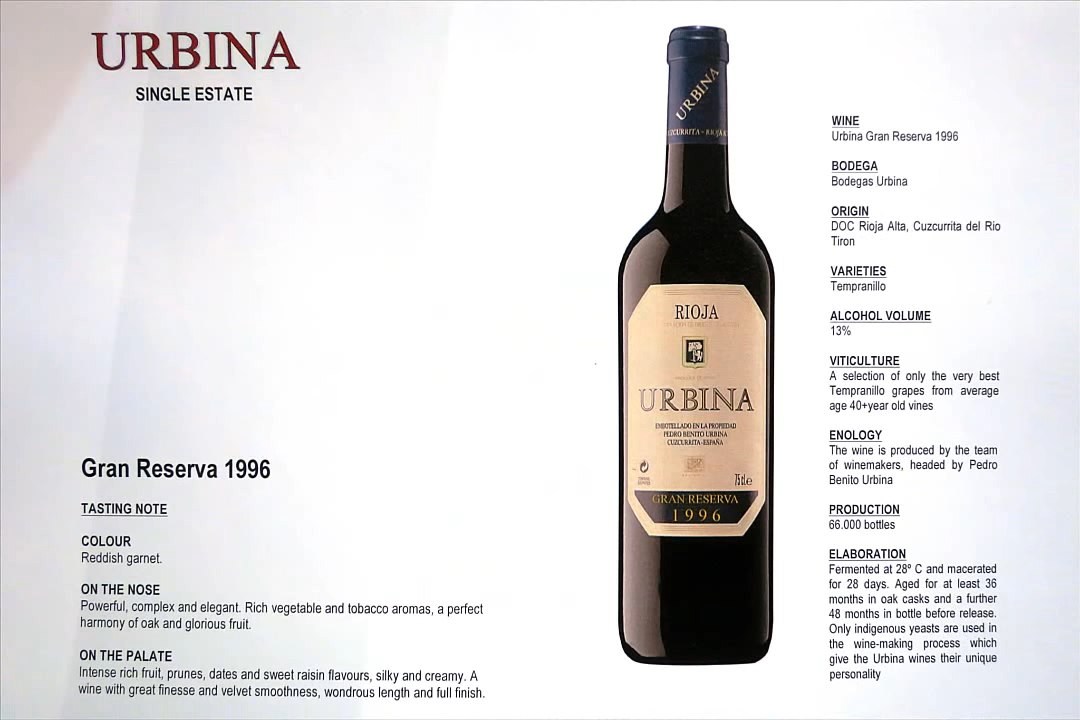 URBINA
SINGLE ESTATE
Gran Reserva 1996
TASTING NOTE
COLOUR
Reddish garnet.
ON THE NOSE
Powerful, complex and elegant. Rich vegetable and tobacco aromas, a perfect
harmony of oak and glorious fruit.
ON THE PALATE
Intense rich fruit, prunes, dates and sweet raisin flavours, silky and creamy. A
wine with great finesse and velvet smoothness, wondrous length and full finish.
URBINA
CUZCURRITA - RIOJA
RIOJA
URBINA
EMBOTELLADO EN LA PROPIEDAD
PEDRO BENITO URBINA
CUZCURRITA-ESPAÑA
75 cl. e
GRAN RESERVA
1996
WINE
Urbina Gran Reserva 1996
BODEGA
Bodegas Urbina
ORIGIN
DOC Rioja Alta, Cuzcurrita del Rio
Tiron
VARIETIES
Tempranillo
ALCOHOL VOLUME
13%
VITICULTURE
A selection of only the very best
Tempranillo grapes from average
age 40+year old vines
ENOLOGY
The wine is produced by the team
of winemakers, headed by Pedro
Benito Urbina
PRODUCTION
66.000 bottles
ELABORATION
Fermented at 28º C and macerated
for 28 days. Aged for at least 36
months in oak casks and a further
48 months in bottle before release.
Only indigenous yeasts are used in
the wine-making process which
give the Urbina wines their unique
personality